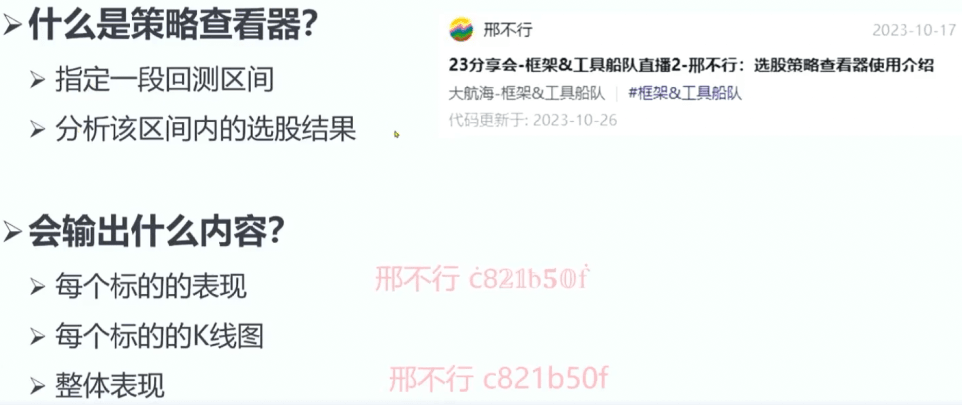 什么是策略查看器？
指定一段回测区间
分析该区间内的选股结果
邢不行
2023-10-17
23分享会-框架&工具船队直播2-邢不行：选股策略查看器使用介绍
大航海-框架&工具船队 | #框架&工具船队
代码更新于: 2023-10-26
会输出什么内容？
每个标的的表现
邢不行 ċ8𝟚𝟙b𝟱𝟘ḟ
每个标的的K线图
整体表现
邢不行 c821b50f